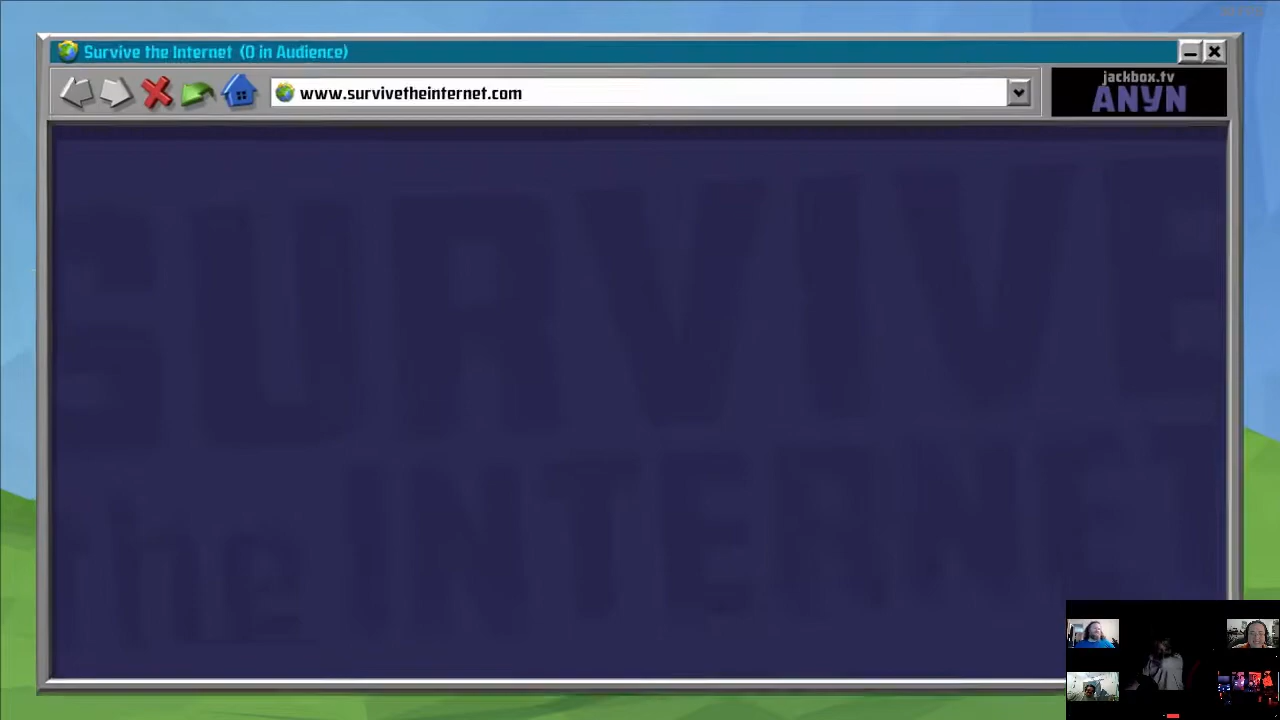 Survive the Internet (0 in Audience)
www.survivetheinternet.com
jackbox.tv
ANYN
SURVIVE
the INTERNET